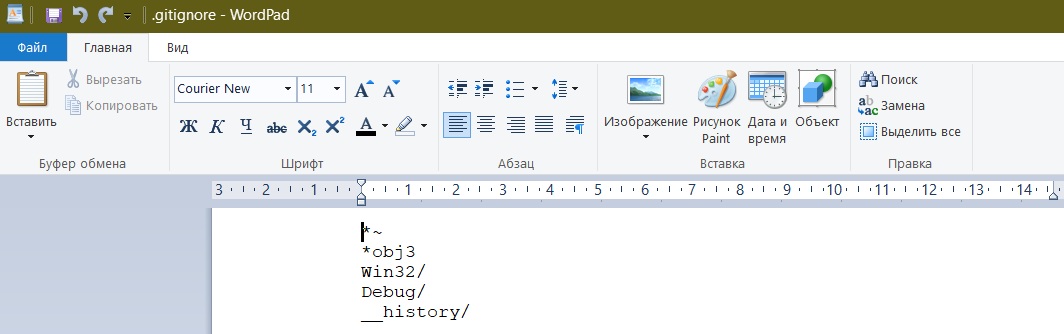 .gitignore - WordPad
Файл Главная Вид
Вставить
Вырезать
Копировать
Буфер обмена
Courier New 11 A A
Ж К Ч abc X2 X2 A
Шрифт
Абзац
Изображение
Рисунок Paint
Дата и время
Объект
Вставка
Поиск
Замена
Выделить все
Правка
3 2 1 1 2 3 4 5 6 7 8 9 10 11 12 13 14
*~
*obj3
Win32/
Debug/
__history/